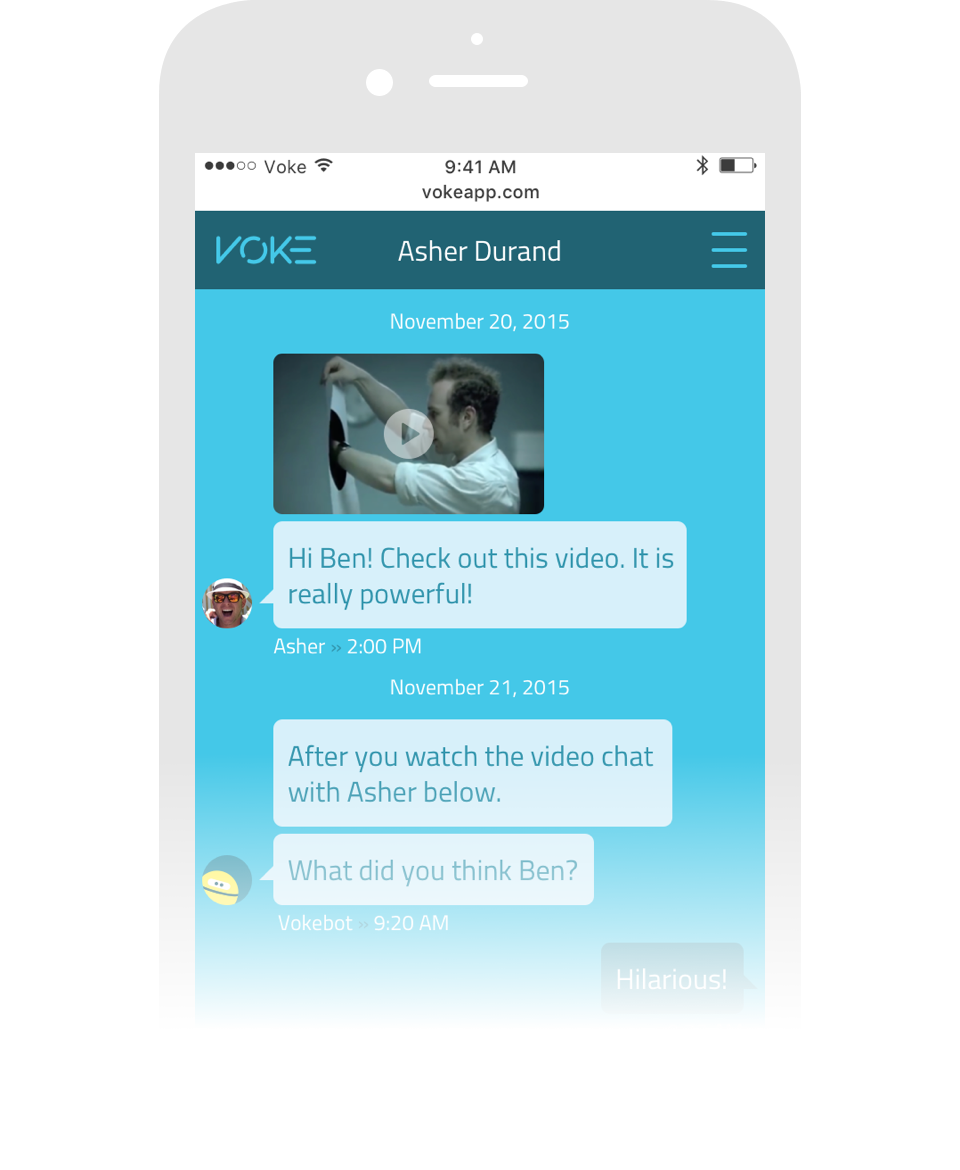 Voke 9:41 AM
vokeapp.com
VOKE Asher Durand
November 20, 2015
Hi Ben! Check out this video. It is
really powerful!
Asher » 2:00 PM
November 21, 2015
After you watch the video chat
with Asher below.
What did you think Ben?
Vokebot » 9:20 AM
Hilarious!